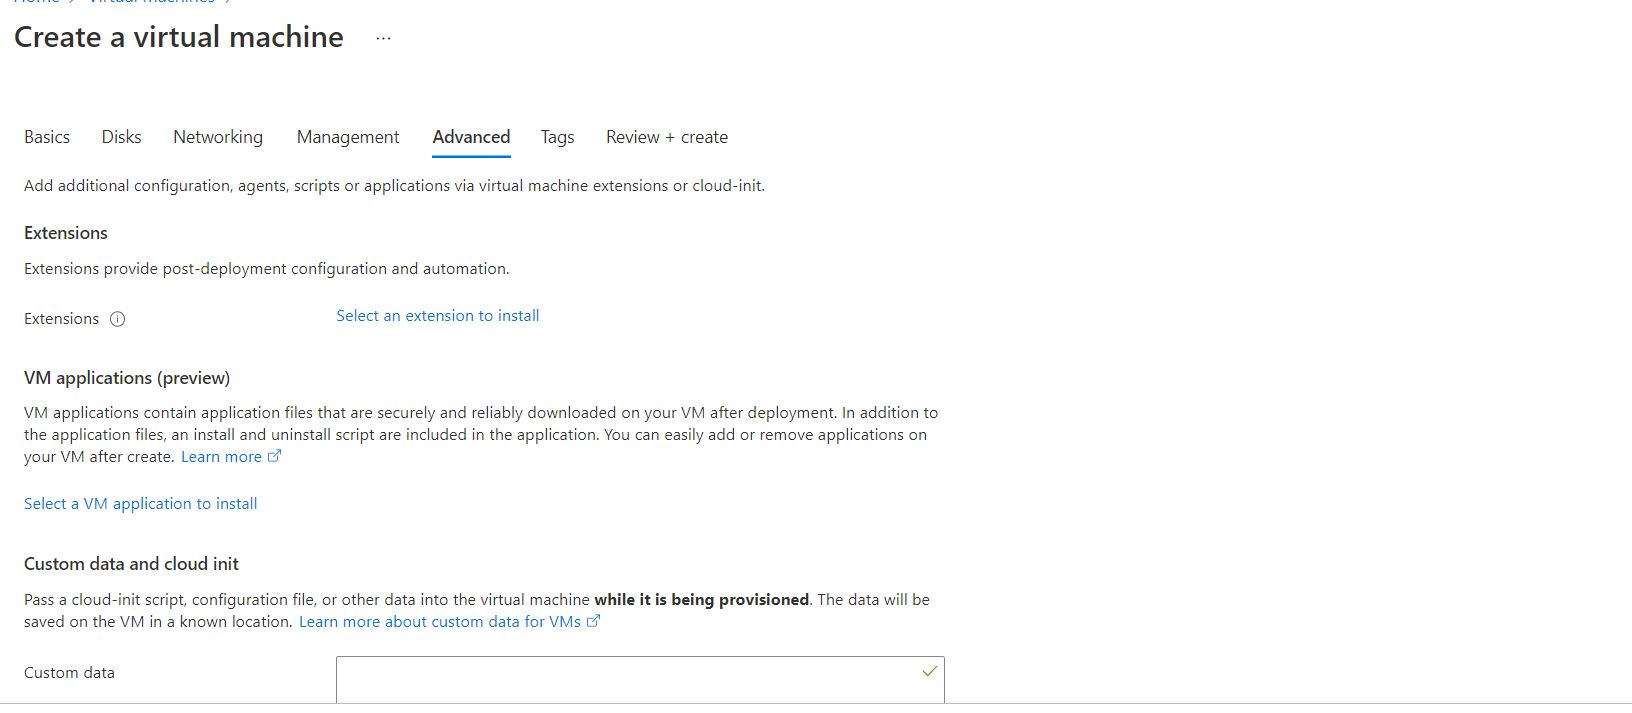 Home > Virtual machines >
Create a virtual machine ...
Basics Disks Networking Management Advanced Tags Review + create
Add additional configuration, agents, scripts or applications via virtual machine extensions or cloud-init.
Extensions
Extensions provide post-deployment configuration and automation.
Extensions Select an extension to install
VM applications (preview)
VM applications contain application files that are securely and reliably downloaded on your VM after deployment. In addition to
the application files, an install and uninstall script are included in the application. You can easily add or remove applications on
your VM after create. Learn more
Select a VM application to install
Custom data and cloud init
Pass a cloud-init script, configuration file, or other data into the virtual machine while it is being provisioned. The data will be
saved on the VM in a known location. Learn more about custom data for VMs
Custom data